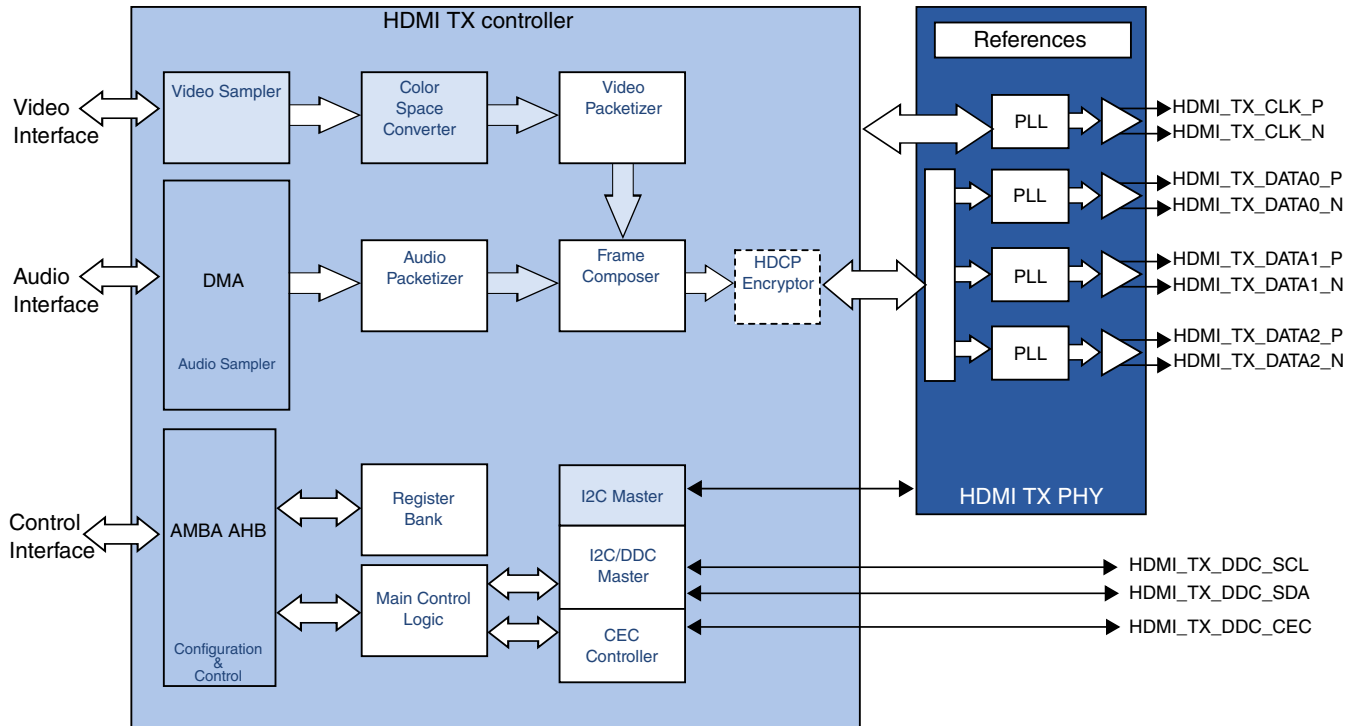 HDMI TX controller
References
Video
Interface
Video Sampler
Color
Space
Converter
Video
Packetizer
PLL
HDMI_TX_CLK_P
HDMI_TX_CLK_N
PLL
HDMI_TX_DATA0_P
HDMI_TX_DATA0_N
Audio
Interface
DMA
Audio Sampler
Audio
Packetizer
Frame
Composer
HDCP
Encryptor
PLL
HDMI_TX_DATA1_P
HDMI_TX_DATA1_N
PLL
HDMI_TX_DATA2_P
HDMI_TX_DATA2_N
HDMI TX PHY
Control
Interface
AMBA AHB
Configuration
&
Control
Register
Bank
Main Control
Logic
I2C Master
I2C/DDC
Master
CEC
Controller
HDMI_TX_DDC_SCL
HDMI_TX_DDC_SDA
HDMI_TX_DDC_CEC